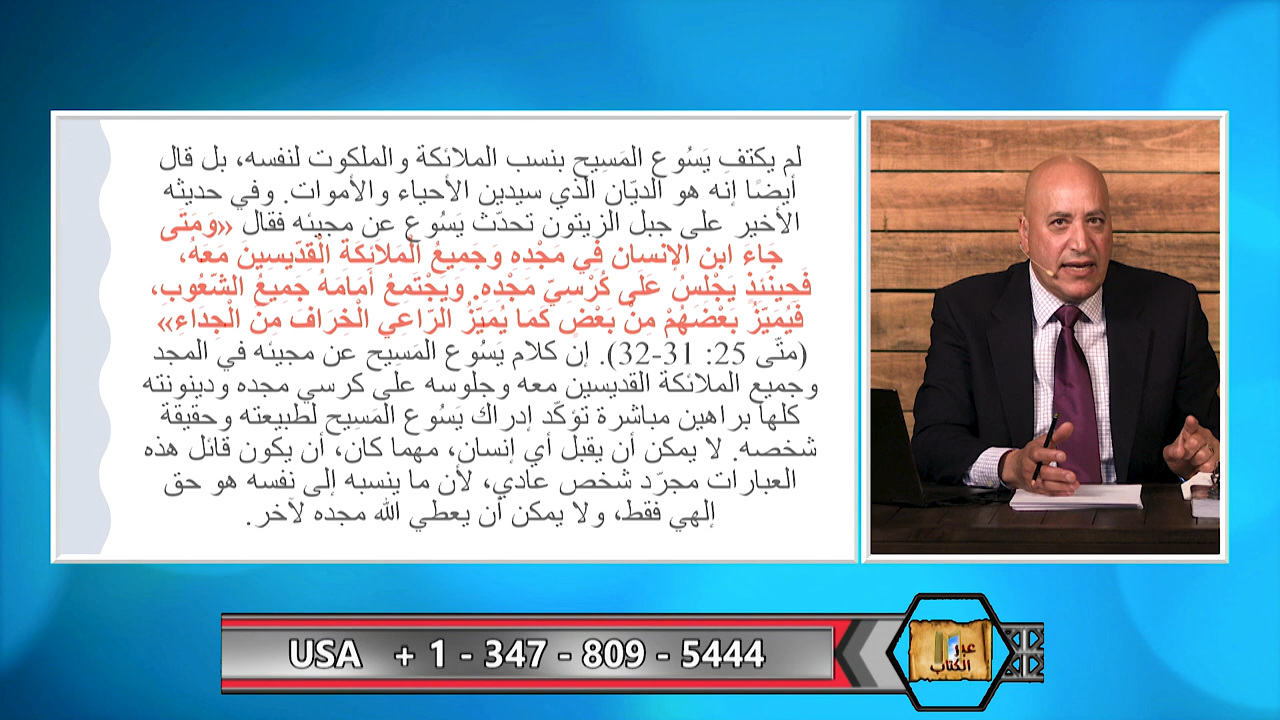 لم يكتفِ يَسُوع المَسِيح بنسب الملائكة والملكوت لنفسه، بل قال
أيضًا إنه هو الديّان الذي سيدين الأحياء والأموات. وفي حديثه
الأخير على جبل الزيتون تحدّث يَسُوع عن مجيئه فقال «وَمَتَى
جَاءَ ابن الانسان فِي مَجْدِهِ وَجَمِيعُ الْمَلاَئِكَةِ الْقِدِّيسِينَ مَعَهُ،
فَحِينَئِذٍ يَجْلِسُ عَلَى كُرْسِيِّ مَجْدِهِ. وَيَجْتَمِعُ أَمَامَهُ جَمِيعُ الشُّعُوبِ،
فَيُمَيِّزُ بَعْضَهُمْ مِنْ بَعْضٍ كَمَا يُمَيِّزُ الرَّاعِي الْخِرَافَ مِنَ الْجِدَاءِ»
(متّى 25: 31-32). إن كلام يَسُوع المَسِيح عن مجيئه في المجد
وجميع الملائكة القديسين معه وجلوسه على كرسي مجده ودينونته
كلها براهين مباشرة تؤكّد إدراك يَسُوع المَسِيح لطبيعته وحقيقة
شخصه. لا يمكن أن يقبل أي إنسان، مهما كان، أن يكون قائل هذه
العبارات مجرّد شخص عادي، لأن ما ينسبه إلى نفسه هو حق
إلهي فقط، ولا يمكن أن يعطي الله مجده لآخر.
USA + 1 - 347 - 809 - 5444
عبر
الكتاب